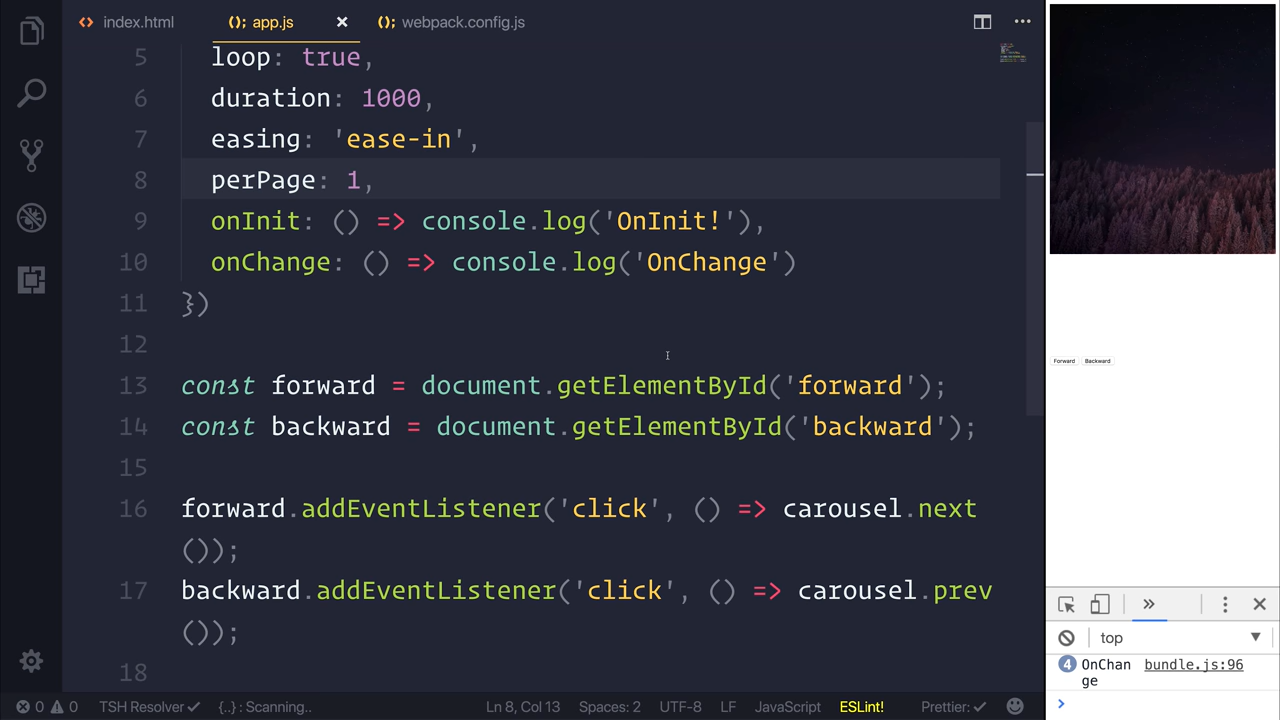 index.html
app.js
webpack.config.js
5 loop: true,
6 duration: 1000,
7 easing: 'ease-in',
8 perPage: 1,
9 onInit: () => console.log('OnInit!'),
10 onChange: () => console.log('OnChange')
11 })
12
13 const forward = document.getElementById('forward');
14 const backward = document.getElementById('backward');
15
16 forward.addEventListener('click', () => carousel.next
());
17 backward.addEventListener('click', () => carousel.prev
());
18
0 0 TSH Resolver {..} : Scanning.. Ln 8, Col 13 Spaces: 2 UTF-8 LF JavaScript ESLint! Prettier:
Forward Backward
top
4 OnChan bundle.js:96
ge